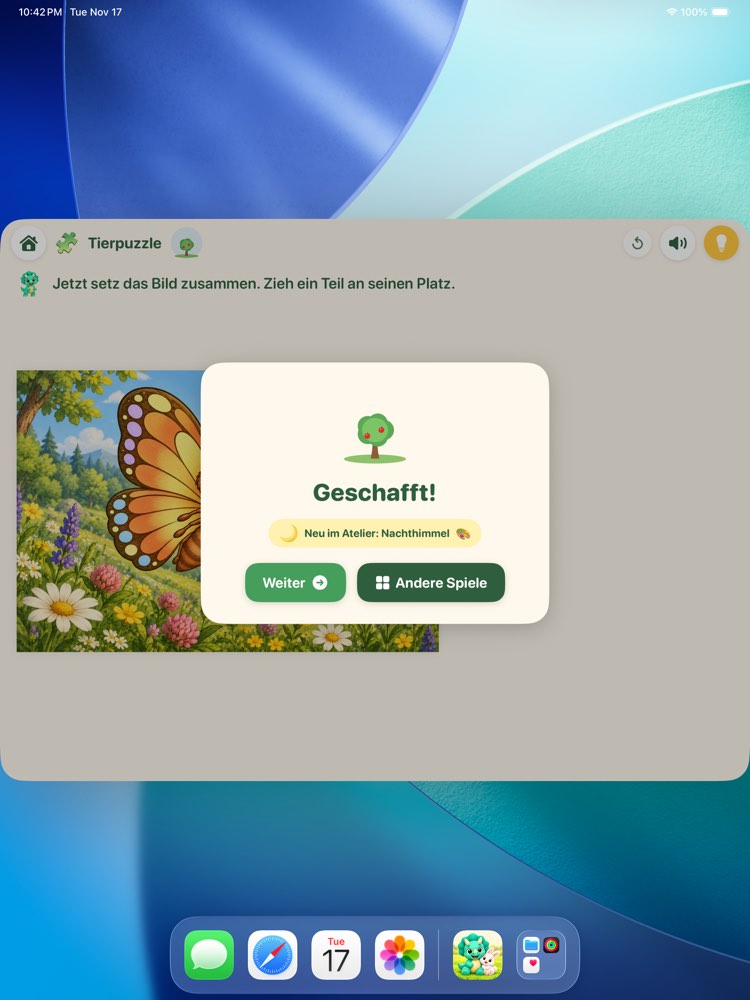 10:42 PM Tue Nov 17
100%
Tierpuzzle
Jetzt setz das Bild zusammen. Zieh ein Teil an seinen Platz.
Geschafft!
Neu im Atelier: Nachthimmel
Weiter
Andere Spiele
Tue
17